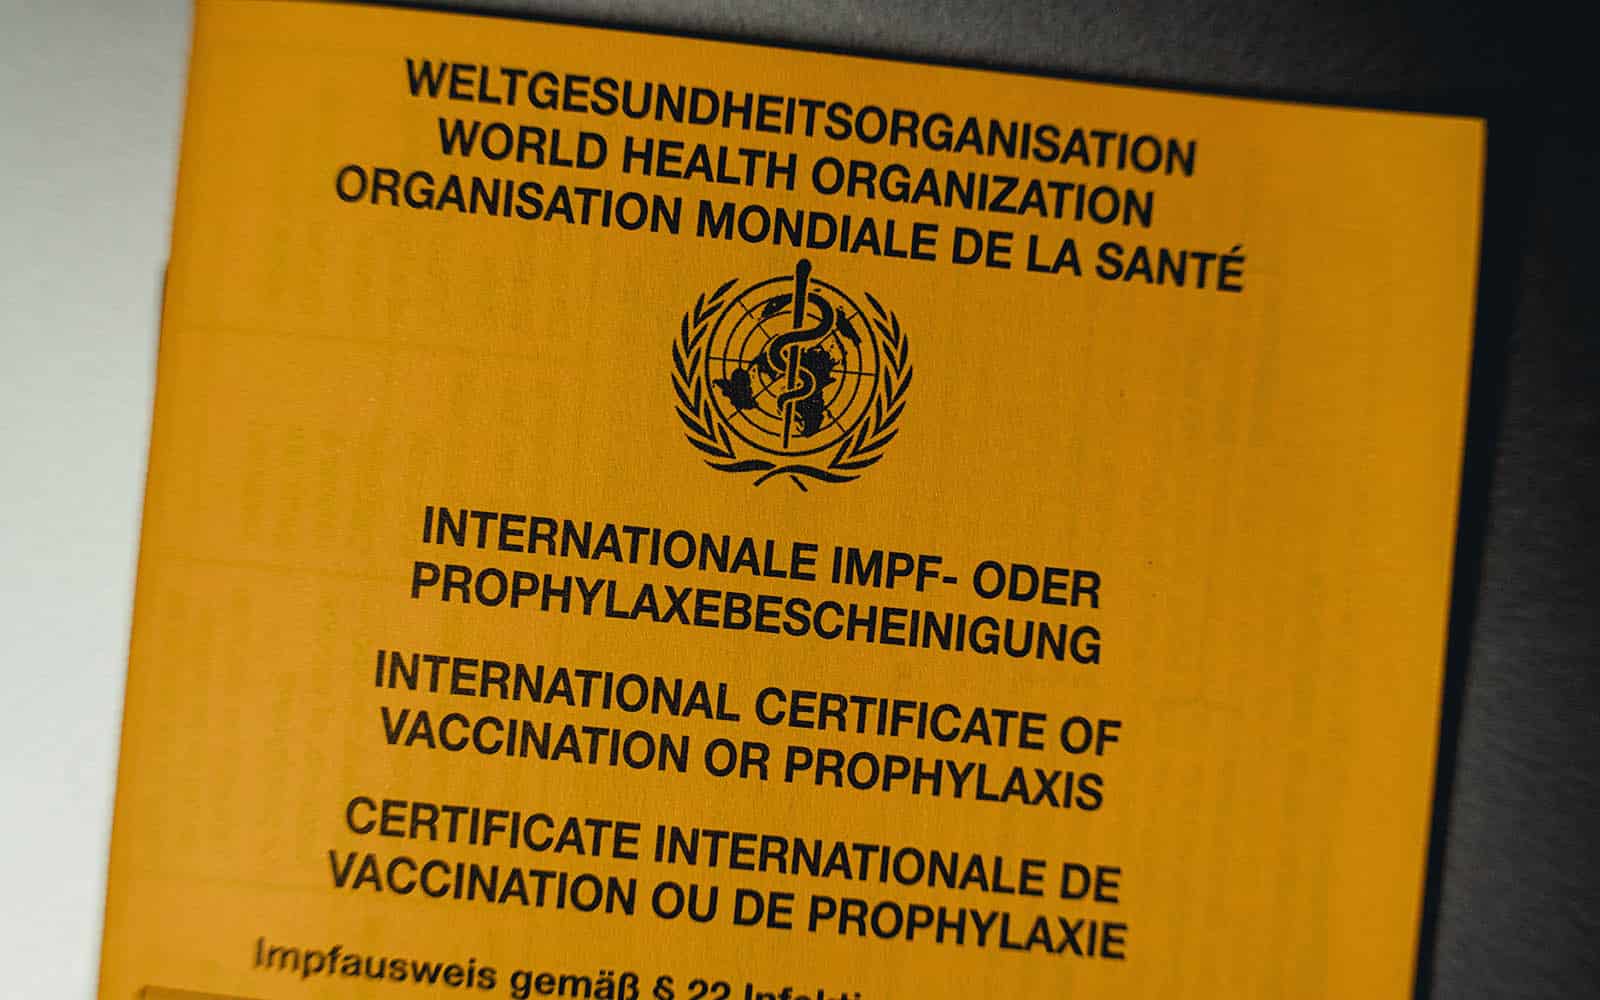 WELTGESUNDHEITSORGANISATION
WORLD HEALTH ORGANIZATION
ORGANISATION MONDIALE DE LA SANTÉ
INTERNATIONALE IMPF- ODER
PROPHYLAXEBESCHEINIGUNG
INTERNATIONAL CERTIFICATE OF
VACCINATION OR PROPHYLAXIS
CERTIFICATE INTERNATIONALE DE
VACCINATION OU DE PROPHYLAXIE
Impfausweis gemäß § 22